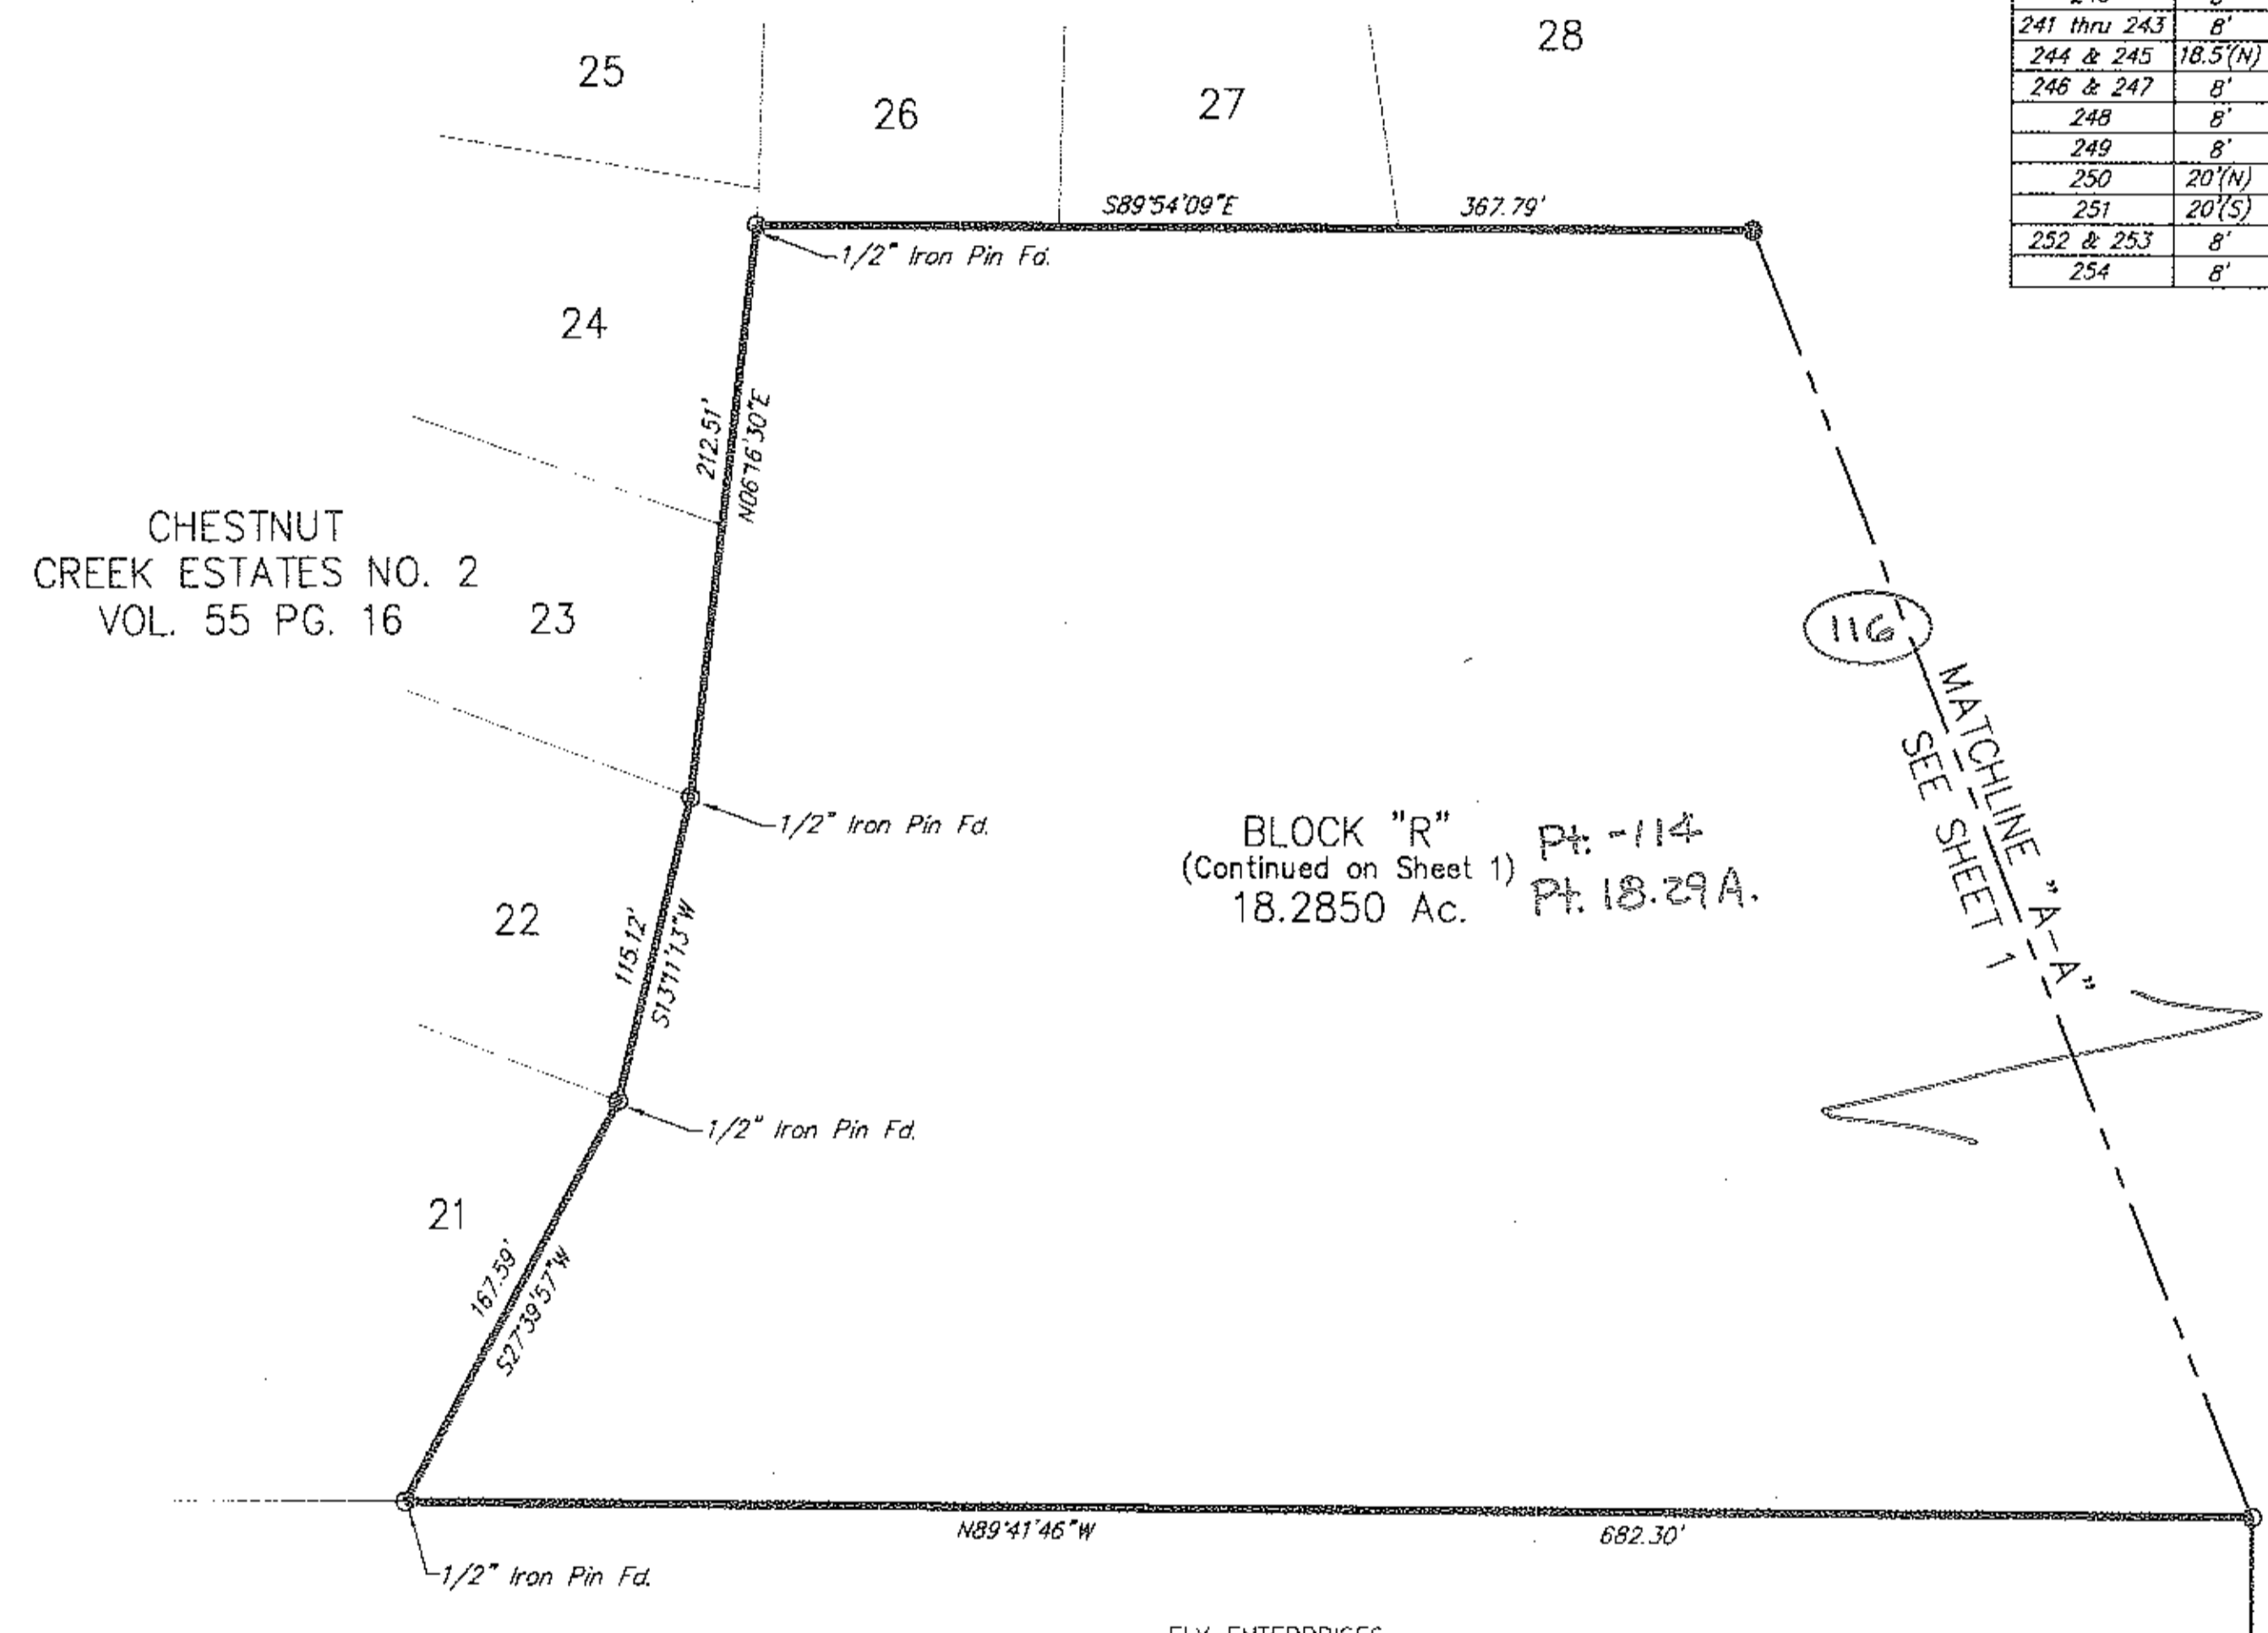 241 thru 243 8'
244 & 245 18.5'(N)
246 & 247 8'
248 8'
249 8'
250 20'(N)
251 20'(S)
252 & 253 8'
254 8'
25
26
27
28
S89°54'09"E 367.79'
1/2" Iron Pin Fd.
24
212.51'
N06°16'30"E
CHESTNUT
CREEK ESTATES NO. 2
VOL. 55 PG. 16
23
116
MATCHLINE "A-A"
SEE SHEET 1
1/2" Iron Pin Fd.
BLOCK "R"
(Continued on Sheet 1)
18.2850 Ac.
Pt. -114
Pt. 18.29 A.
22
115.12'
S13°11'13"W
1/2" Iron Pin Fd.
21
167.59'
S27°39'57"W
N89°41'46"W 682.30'
1/2" Iron Pin Fd.
ENTERPRISES